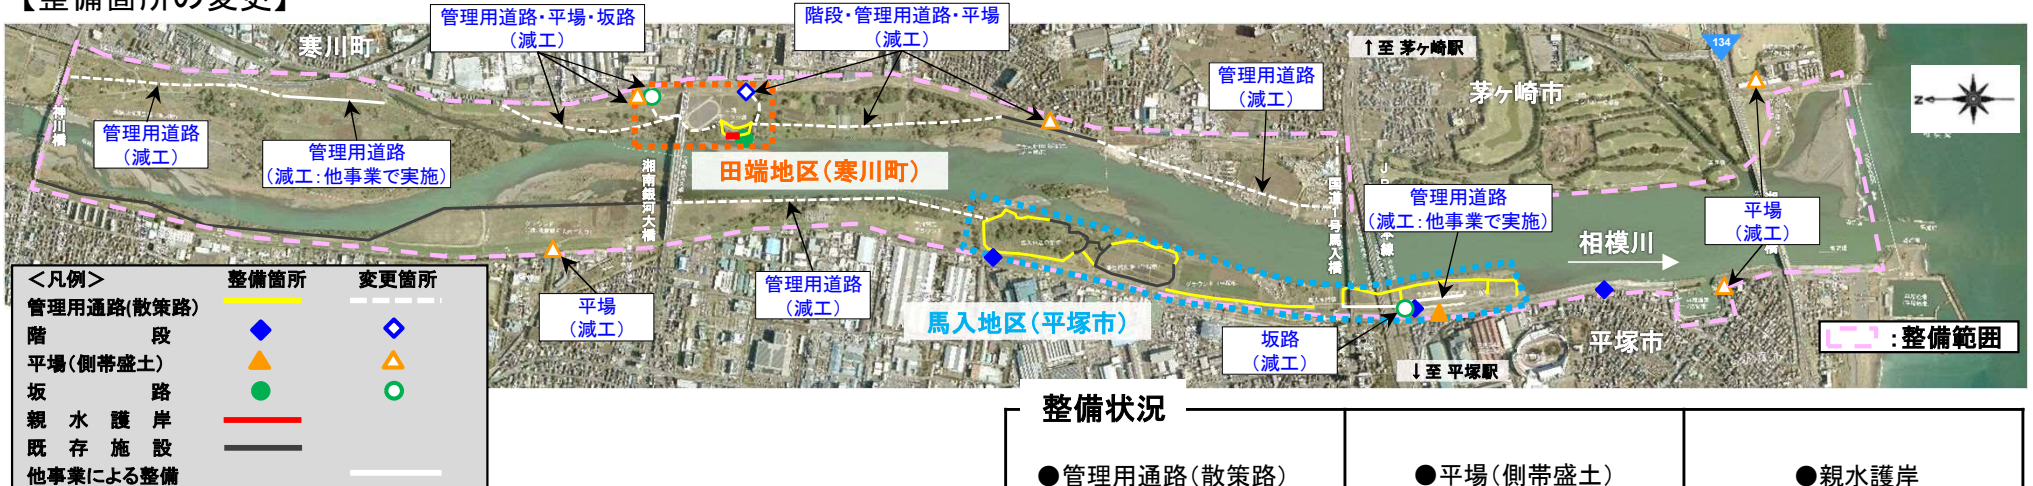 【整備箇所の変更】
管理用道路・平場・坂路
（減工）
階段・管理用道路・平場
（減工）
寒川町
↑至 茅ヶ崎駅
134
管理用道路
（減工）
茅ヶ崎市
N
神川橋
管理用道路
（減工）
管理用道路
（減工：他事業で実施）
田端地区（寒川町）
湘南銀河大橋
国道1号馬入橋
管理用道路
（減工：他事業で実施）
平場
（減工）
相模川
管理用道路
（減工）
平場
（減工）
馬入地区（平塚市）
坂路
（減工）
平塚市
：整備範囲
↓至 平塚駅
＜凡例＞
整備箇所
変更箇所
管理用通路(散策路)
階段
平場(側帯盛土)
坂路
親水護岸
既存施設
他事業による整備
整備状況
●管理用通路(散策路)
●平場(側帯盛土)
●親水護岸